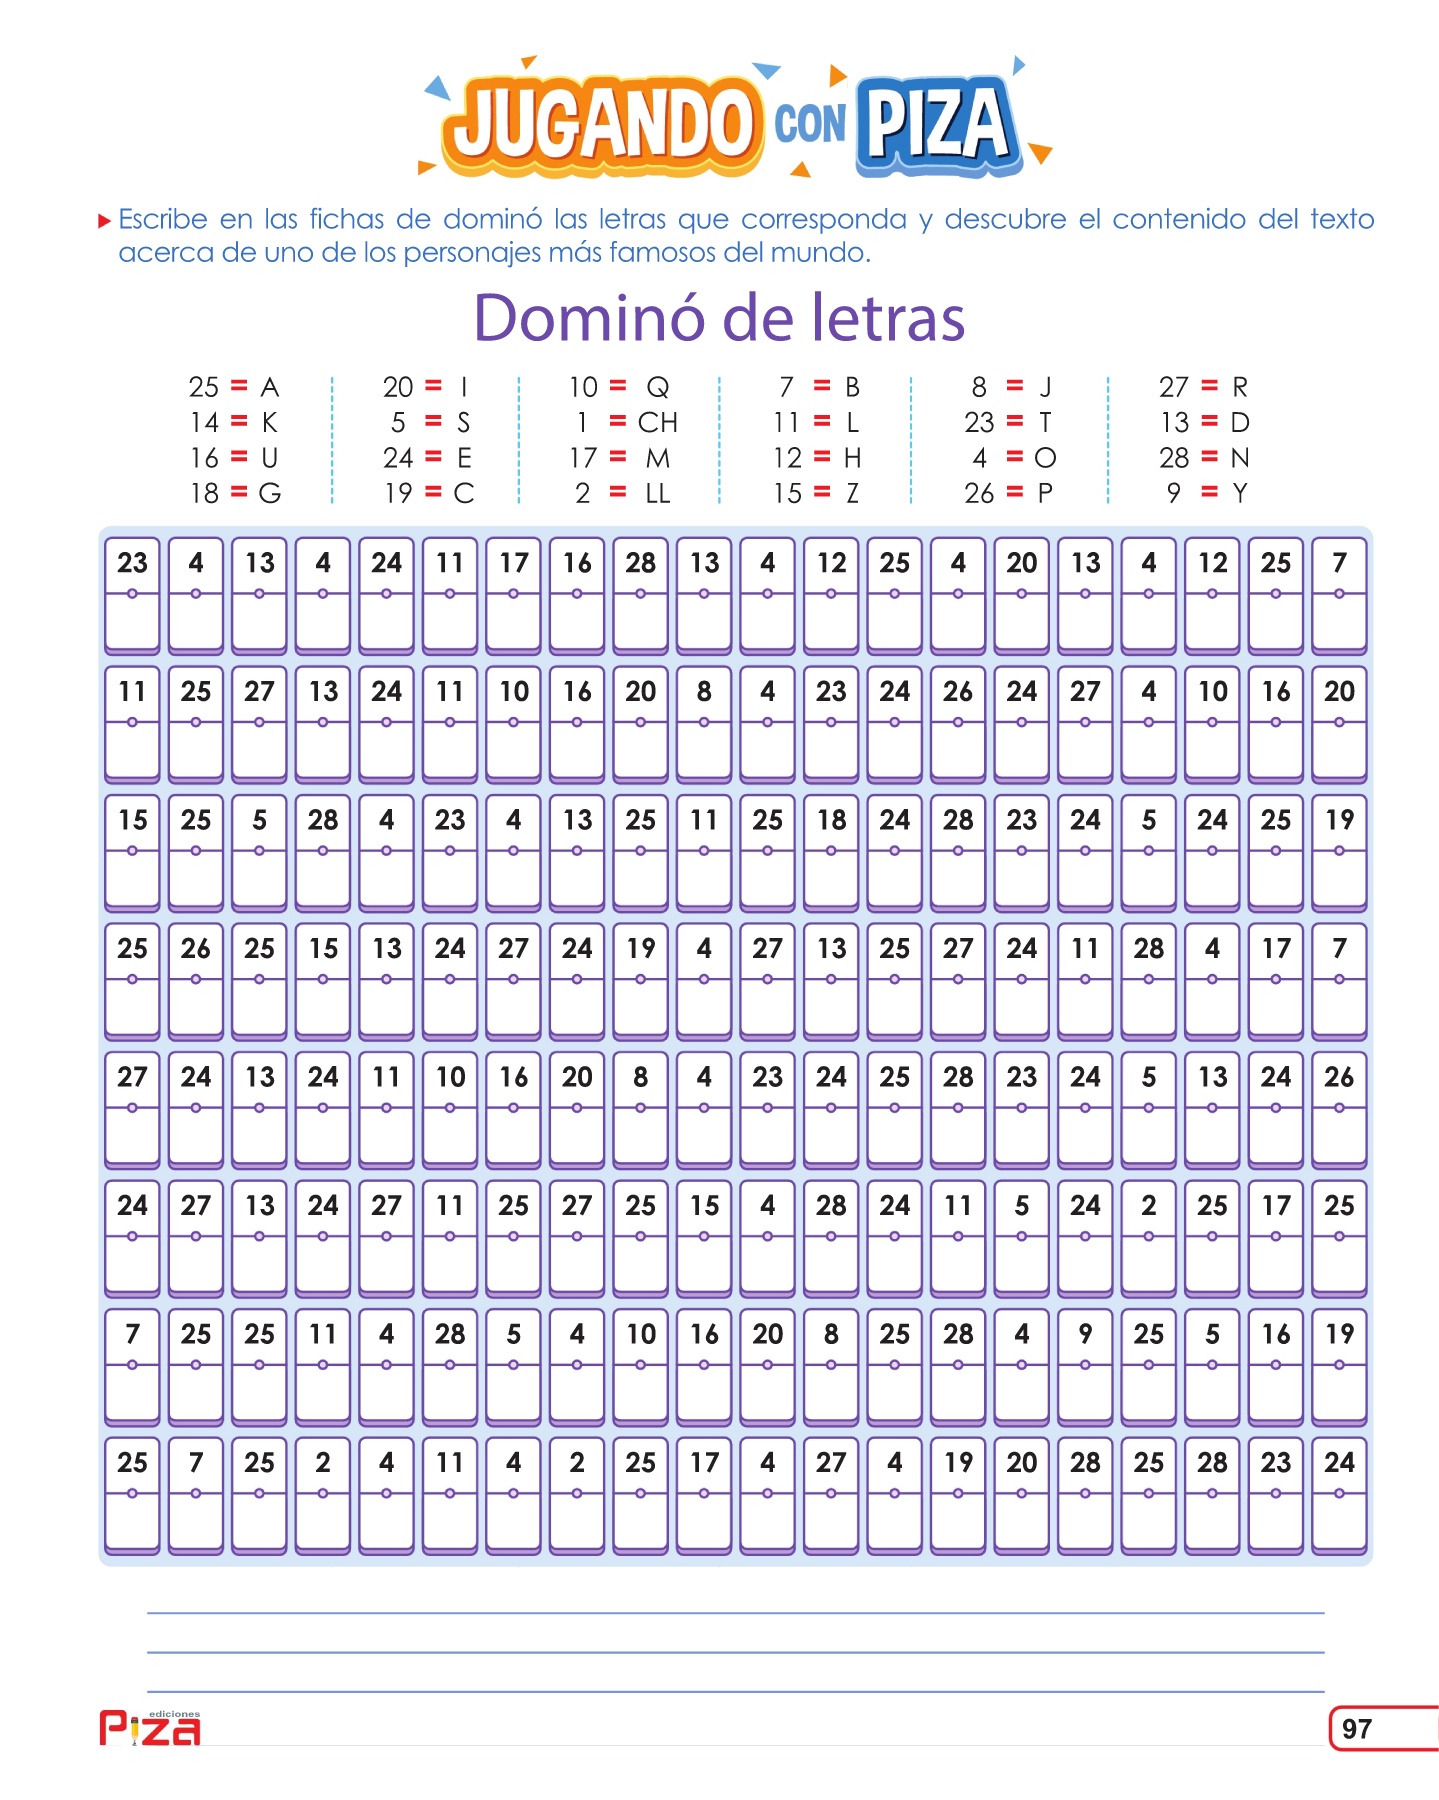 JUGANDO CON PIZA
Escribe en las fichas de dominó las letras que corresponda y descubre el contenido del texto
acerca de uno de los personajes más famosos del mundo.
Dominó de letras
25 = A 20 = I 10 = Q 7 = B 8 = J 27 = R
14 = K 5 = S 1 = CH 11 = L 23 = T 13 = D
16 = U 24 = E 17 = M 12 = H 4 = O 28 = N
18 = G 19 = C 2 = LL 15 = Z 26 = P 9 = Y
23 4 13 4 24 11 17 16 28 13 4 12 25 4 20 13 4 12 25 7
11 25 27 13 24 11 10 16 20 8 4 23 24 26 24 27 4 10 16 20
15 25 5 28 4 23 4 13 25 11 25 18 24 28 23 24 5 24 25 19
25 26 25 15 13 24 27 24 19 4 27 13 25 27 24 11 28 4 17 7
27 24 13 24 11 10 16 20 8 4 23 24 25 28 23 24 5 13 24 26
24 27 13 24 27 11 25 27 25 15 4 28 24 11 5 24 2 25 17 25
7 25 25 11 4 28 5 4 10 16 20 8 25 28 4 9 25 5 16 19
25 7 25 2 4 11 4 2 25 17 4 27 4 19 20 28 25 28 23 24
ediciones
Piza
97